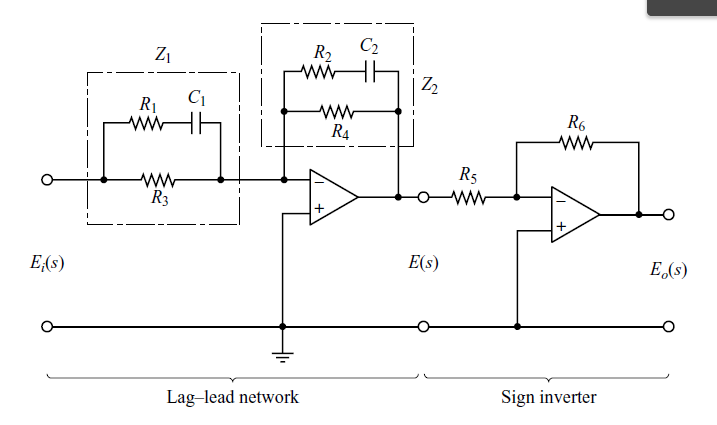 Z₁
R₁
C₁
R₃
R₂
C₂
Z₂
R₄
−
+
R₅
R₆
−
+
Eᵢ(s)
E(s)
Eₒ(s)
Lag–lead network
Sign inverter